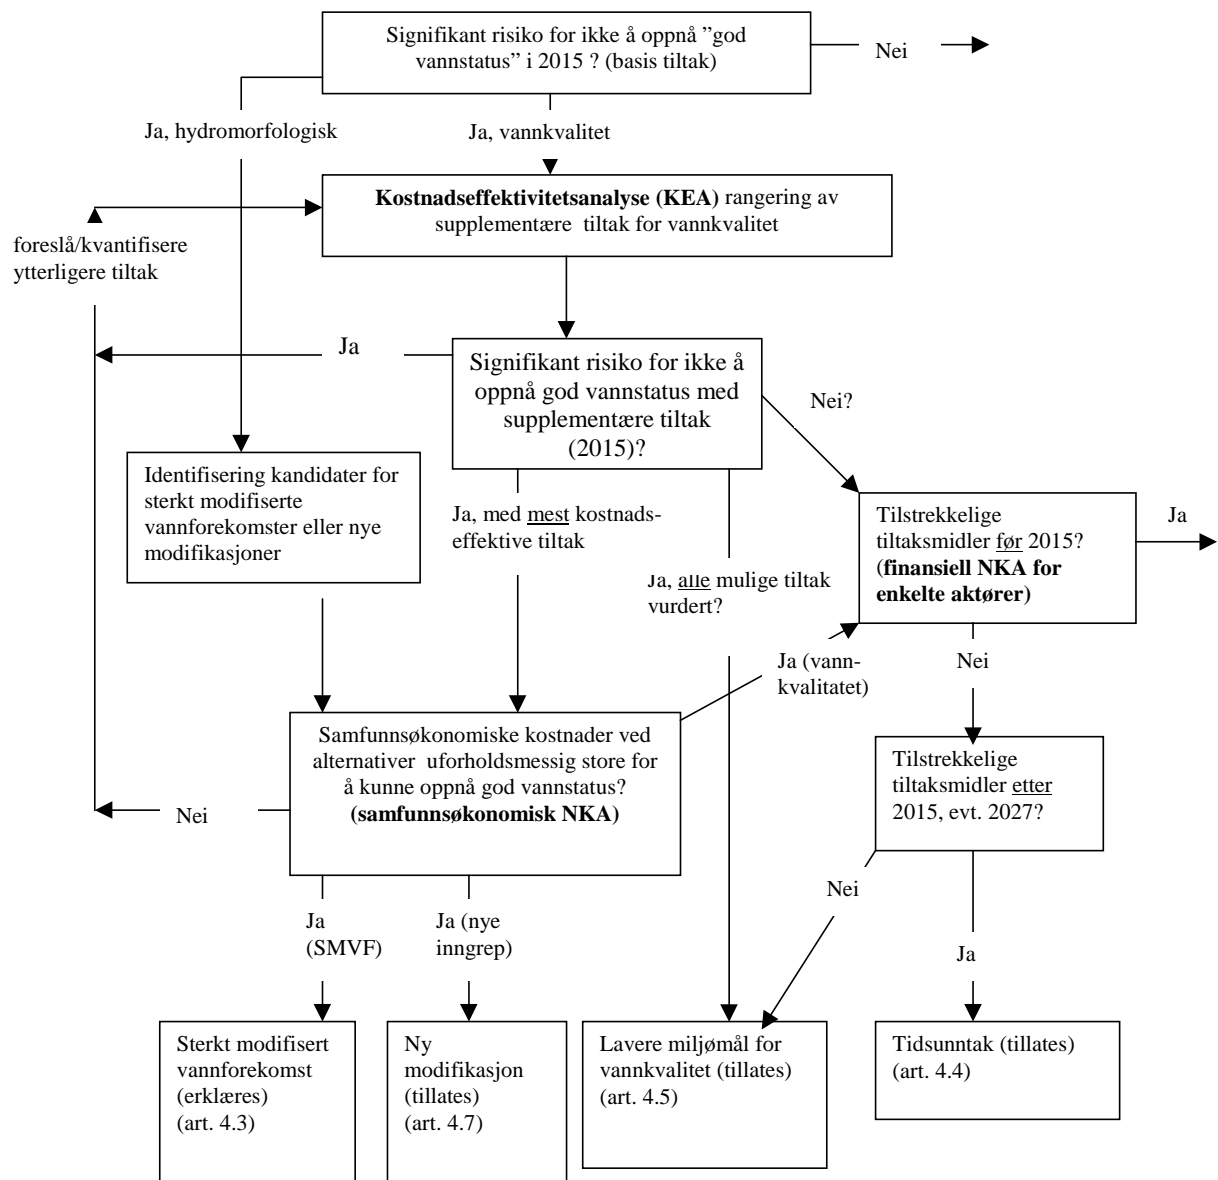 Signifikant risiko for ikke å oppnå ”god
vannstatus” i 2015 ? (basis tiltak)
Nei
Ja, hydromorfologisk
Ja, vannkvalitet
Kostnadseffektivitetsanalyse (KEA) rangering av
supplementære tiltak for vannkvalitet
foreslå/kvantifisere
ytterligere tiltak
Ja
Signifikant risiko for ikke å
oppnå god vannstatus med
supplementære tiltak
(2015)?
Nei?
Identifisering kandidater for
sterkt modifiserte
vannforekomster eller nye
modifikasjoner
Ja, med mest kostnads-
effektive tiltak
Ja, alle mulige tiltak
vurdert?
Tilstrekkelige
tiltaksmidler før 2015?
(finansiell NKA for
enkelte aktører)
Ja
Ja (vann-
kvalitatet)
Nei
Samfunnsøkonomiske kostnader ved
alternativer uforholdsmessig store for
å kunne oppnå god vannstatus?
(samfunnsøkonomisk NKA)
Nei
Tilstrekkelige
tiltaksmidler etter
2015, evt. 2027?
Nei
Ja
(SMVF)
Ja (nye
inngrep)
Ja
Sterkt modifisert
vannforekomst
(erklæres)
(art. 4.3)
Ny
modifikasjon
(tillates)
(art. 4.7)
Lavere miljømål for
vannkvalitet (tillates)
(art. 4.5)
Tidsunntak (tillates)
(art. 4.4)